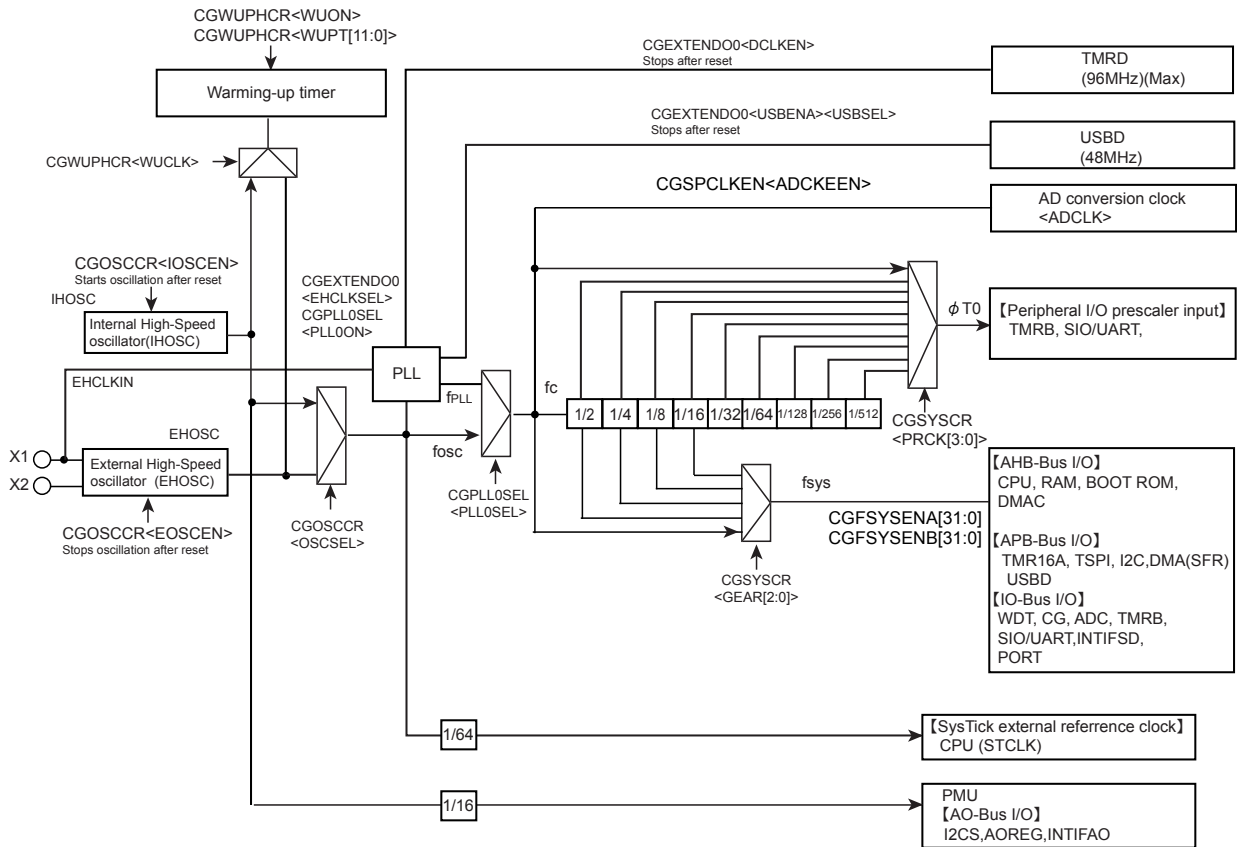 CGWUPHCR<WUON>
CGWUPHCR<WUPT[11:0]>
Warming-up timer
CGWUPHCR<WUCLK>
CGEXTENDO0<DCLKEN>
Stops after reset
TMRD
(96MHz)(Max)
CGEXTENDO0<USBENA><USBSEL>
Stops after reset
USBD
(48MHz)
CGSPCLKEN<ADCKEEN>
AD conversion clock
<ADCLK>
CGOSCCR<IOSCEN>
Starts oscillation after reset
IHOSC
Internal High-Speed
oscillator(IHOSC)
CGEXTENDO0
<EHCLKSEL>
CGPLL0SEL
<PLL0ON>
EHCLKIN
PLL
fPLL
fc
1/2
1/4
1/8
1/16
1/32
1/64
1/128
1/256
1/512
ϕT0
【Peripheral I/O prescaler input】
TMRB, SIO/UART,
CGSYSCR
<PRCK[3:0]>
X1
X2
EHOSC
External High-Speed
oscillator (EHOSC)
CGOSCCR<EOSCEN>
Stops oscillation after reset
CGOSCCR
<OSCSEL>
fosc
CGPLL0SEL
<PLL0SEL>
fsys
CGFSYSENA[31:0]
CGFSYSENB[31:0]
CGSYSCR
<GEAR[2:0]>
【AHB-Bus I/O】
CPU, RAM, BOOT ROM,
DMAC
【APB-Bus I/O】
TMR16A, TSPI, I2C,DMA(SFR)
USBD
【IO-Bus I/O】
WDT, CG, ADC, TMRB,
SIO/UART,INTIFSD,
PORT
1/64
【SysTick external referrence clock】
CPU (STCLK)
1/16
PMU
【AO-Bus I/O】
I2CS,AOREG,INTIFAO